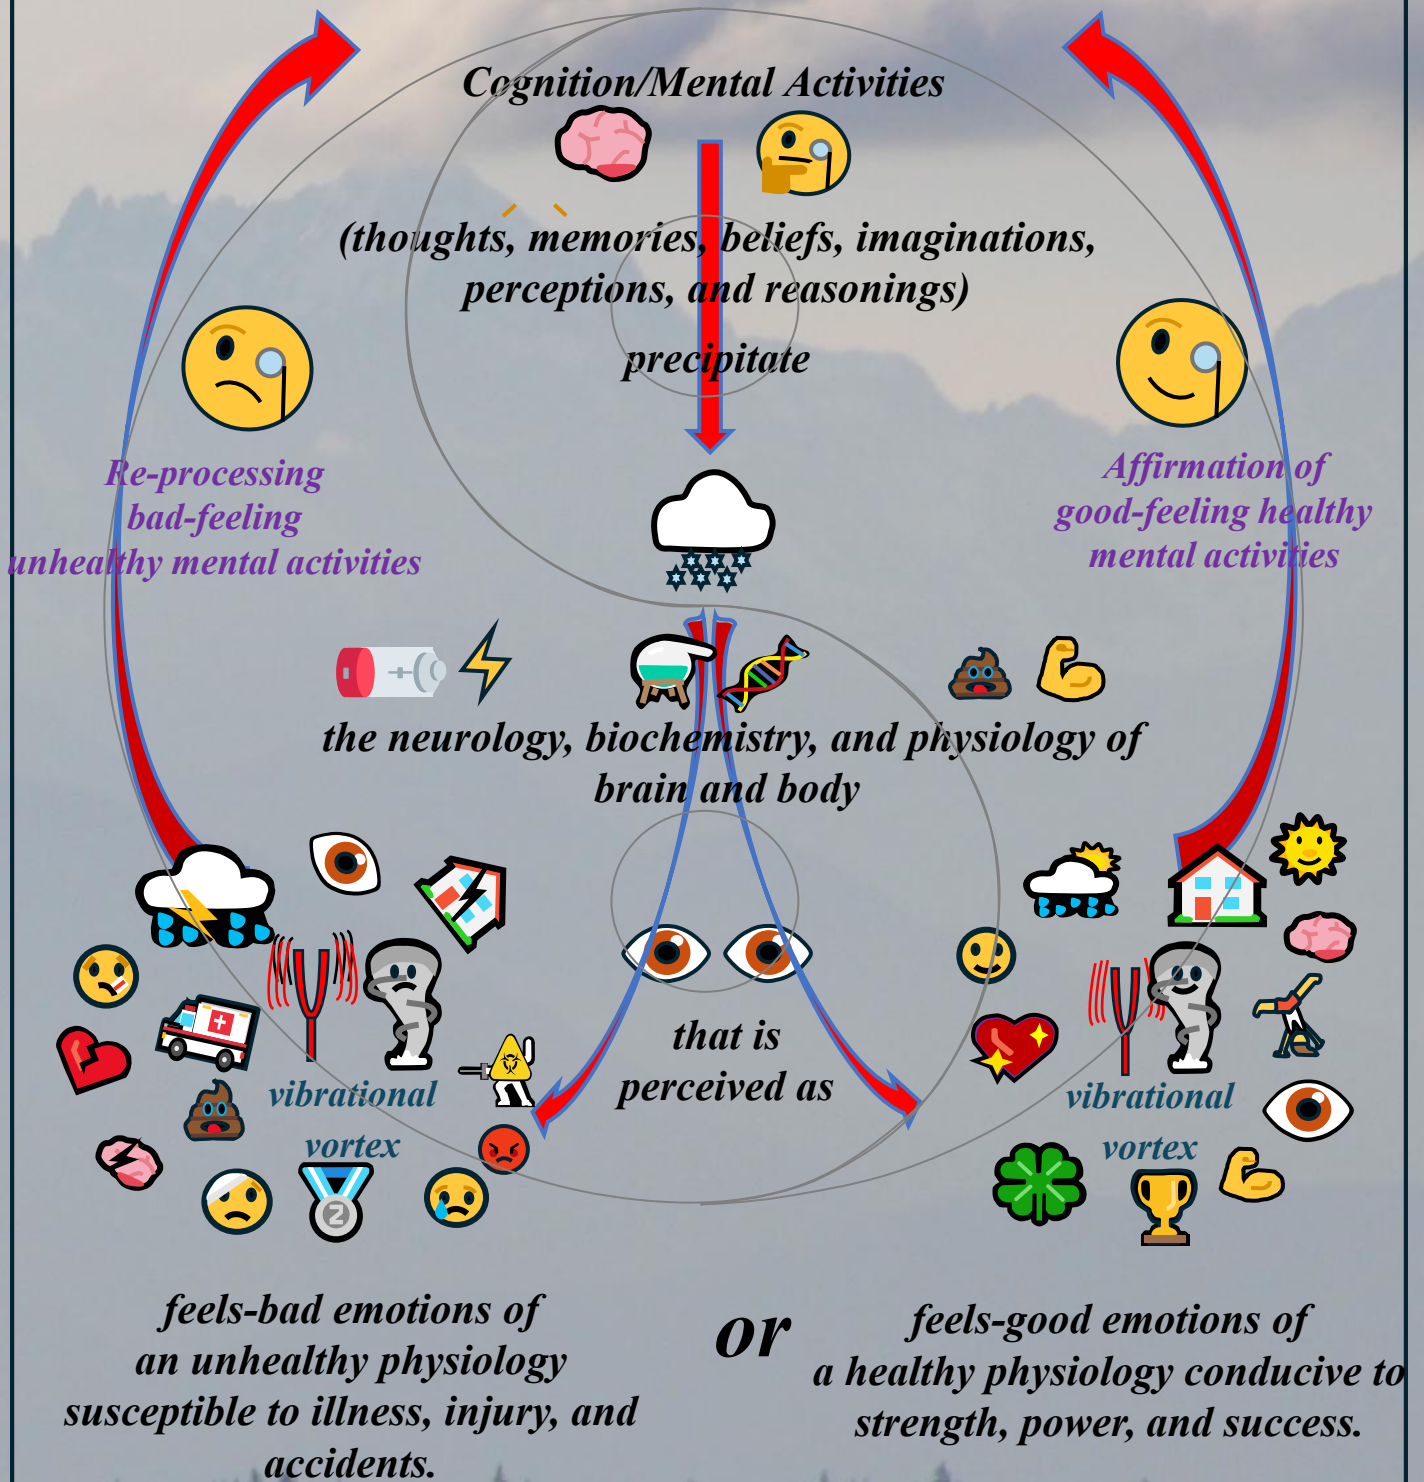 Cognition/Mental Activities
(thoughts, memories, beliefs, imaginations,
perceptions, and reasonings)
precipitate
Re-processing
bad-feeling
unhealthy mental activities
Affirmation of
good-feeling healthy
mental activities
the neurology, biochemistry, and physiology of
brain and body
that is
perceived as
vibrational
vortex
2
vibrational
vortex
feels-bad emotions of
an unhealthy physiology
susceptible to illness, injury, and
accidents.
or
feels-good emotions of
a healthy physiology conducive to
strength, power, and success.